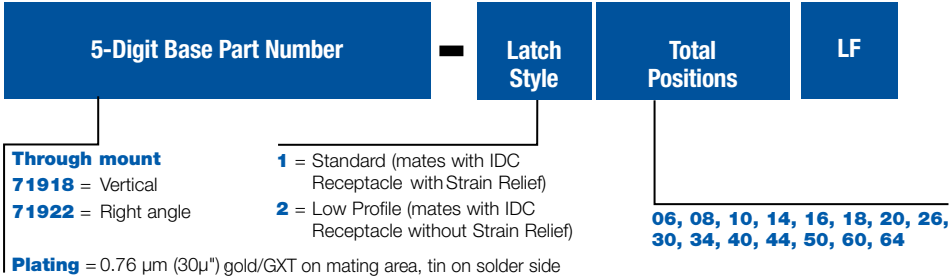 5-Digit Base Part Number
-
Latch
Style
Total
Positions
LF
Through mount
71918 = Vertical
71922 = Right angle
Plating = 0.76 µm (30µ") gold/GXT on mating area, tin on solder side
1 = Standard (mates with IDC
Receptacle with Strain Relief)
2 = Low Profile (mates with IDC
Receptacle without Strain Relief)
06, 08, 10, 14, 16, 18, 20, 26,
30, 34, 40, 44, 50, 60, 64